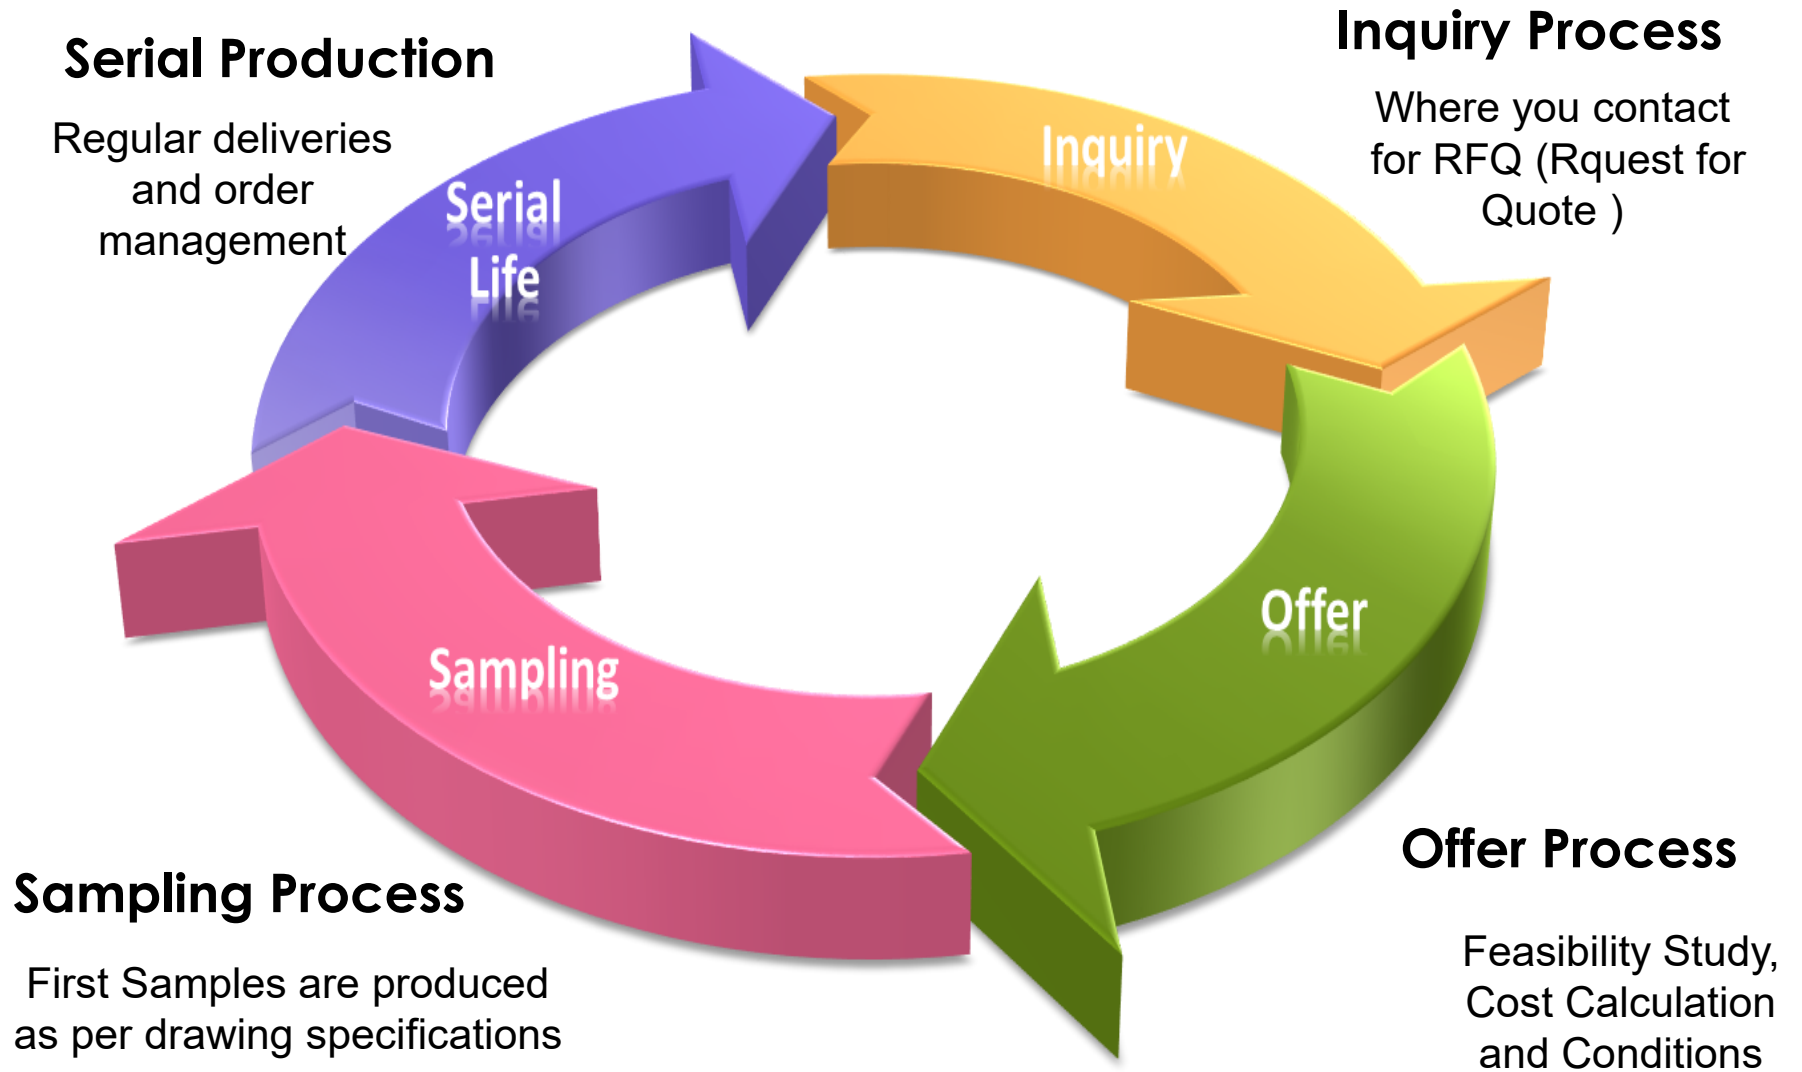 Serial Production
Regular deliveries
and order
management
Inquiry Process
Where you contact
for RFQ (Rquest for
Quote )
Serial
Life
Inquiry
Offer
Sampling
Sampling Process
First Samples are produced
as per drawing specifications
Offer Process
Feasibility Study,
Cost Calculation
and Conditions